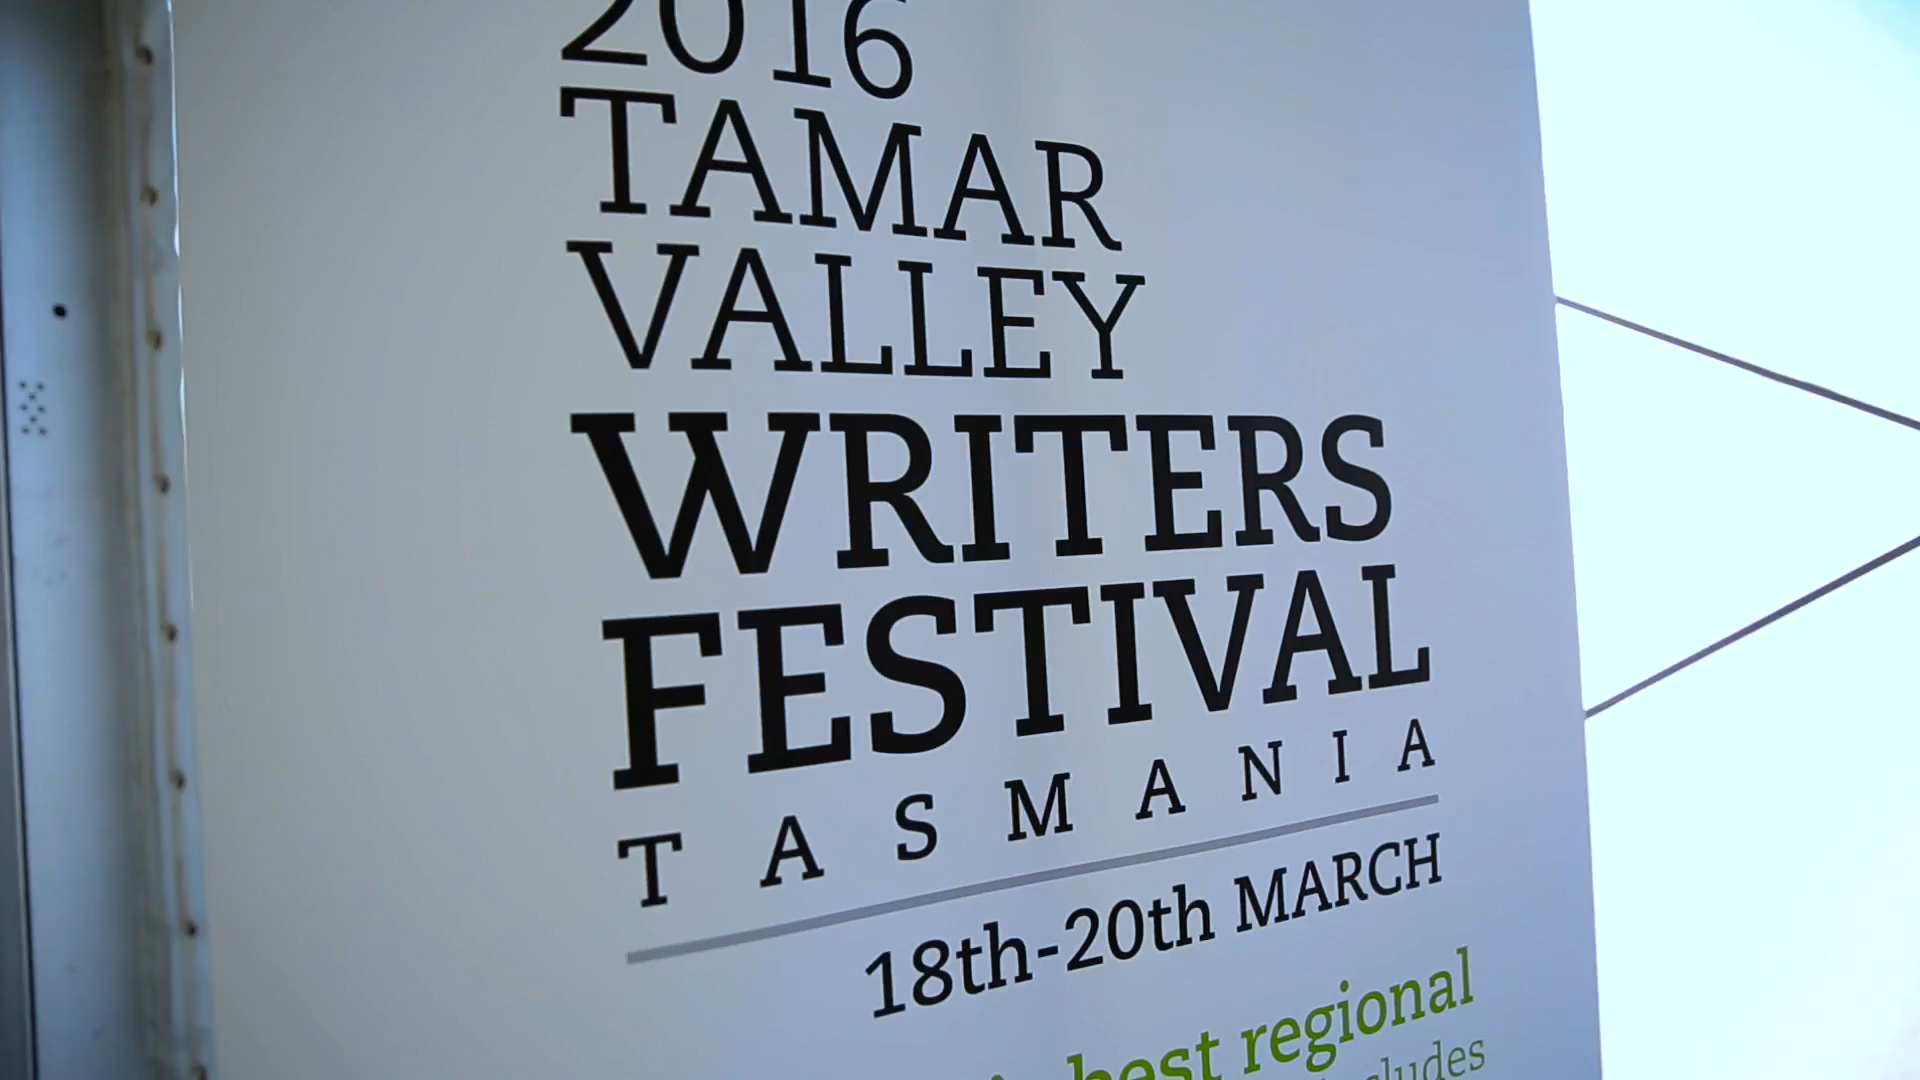 2016
TAMAR
VALLEY
WRITERS
FESTIVAL
TASMANIA
18th-20th MARCH
best regional